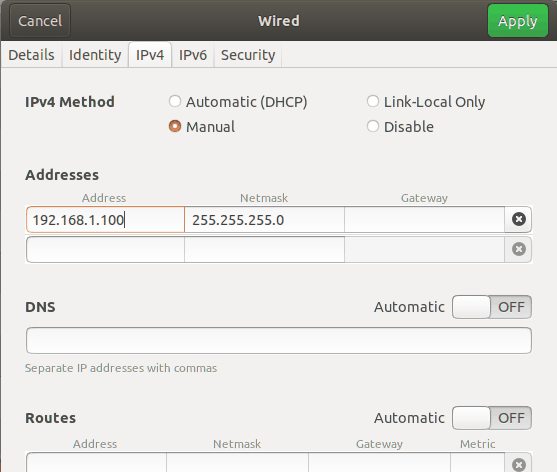 Cancel Wired Apply
Details Identity IPv4 IPv6 Security
IPv4 Method Automatic (DHCP) Link-Local Only
Manual Disable
Addresses
Address Netmask Gateway
192.168.1.100 255.255.255.0
DNS Automatic OFF
Separate IP addresses with commas
Routes Automatic OFF
Address Netmask Gateway Metric